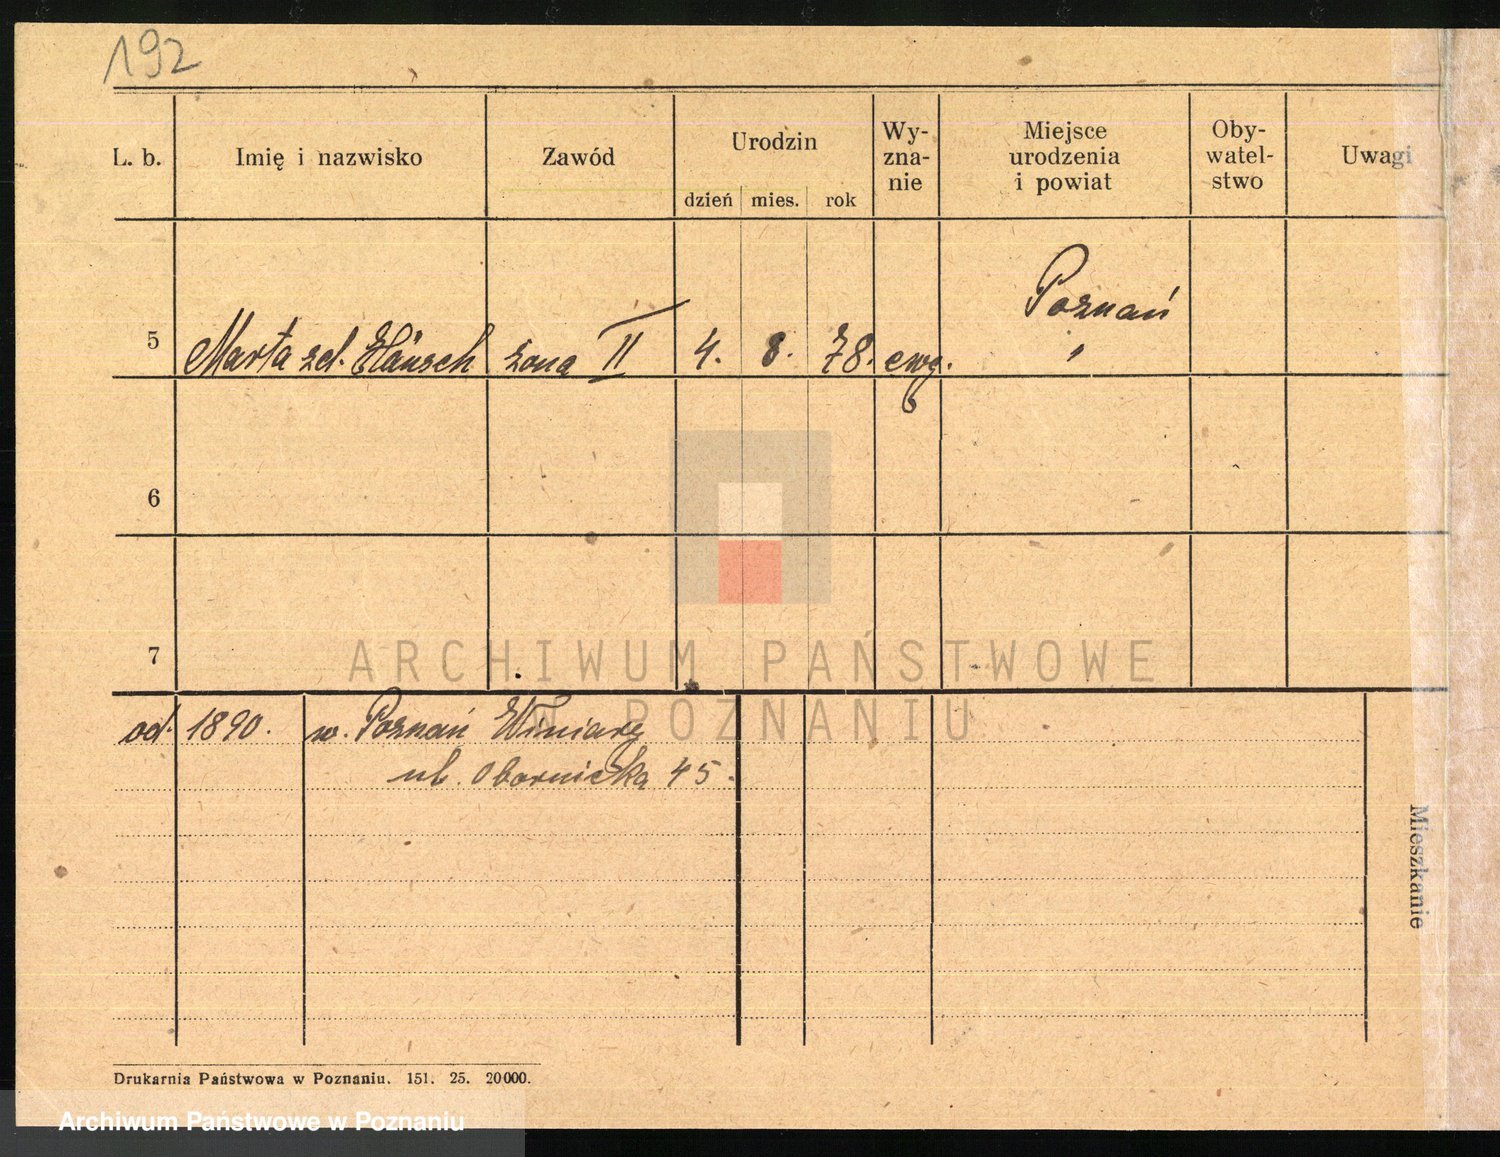 192
L. b. Imię i nazwisko Zawód Urodzin dzień mies. rok Wy-zna-nie Miejsce urodzenia i powiat Oby-watel-stwo Uwagi
Poznań
5 Marta zd. Hänsch żona II 4. 8. 78. ewg. "
6
7
od. 1890. w. Poznań Winiary
ul. Obornicka 45.
Mieszkanie
Drukarnia Państwowa w Poznaniu. 151. 25. 20000.
ARCHIWUM PAŃSTWOWE
W POZNANIU
Archiwum Państwowe w Poznaniu